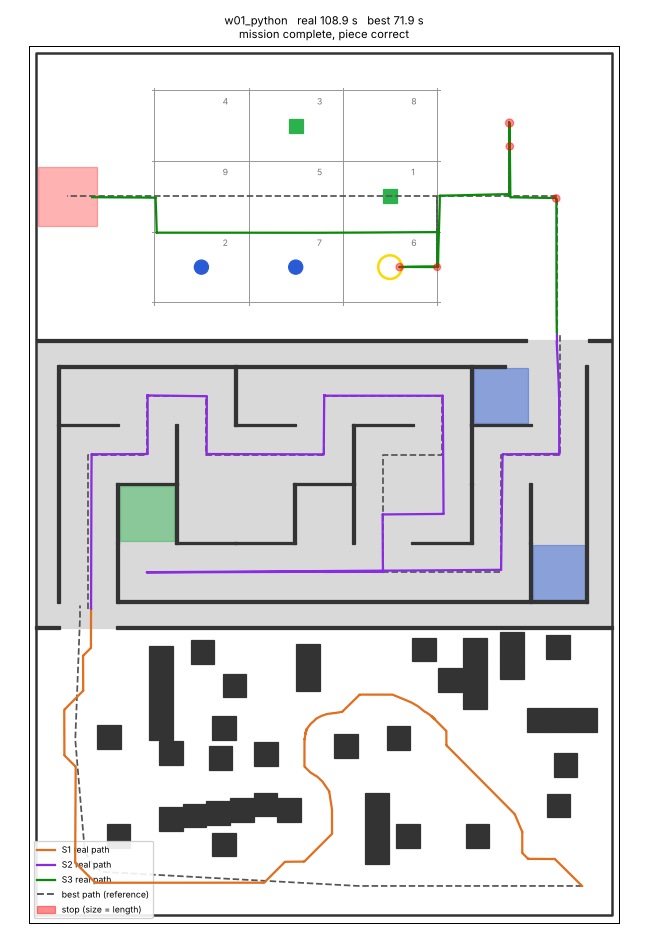 w01_python   real 108.9 s   best 71.9 s
mission complete, piece correct
4 3 8
9 5 1
2 7 6
S1 real path
S2 real path
S3 real path
best path (reference)
stop (size = length)